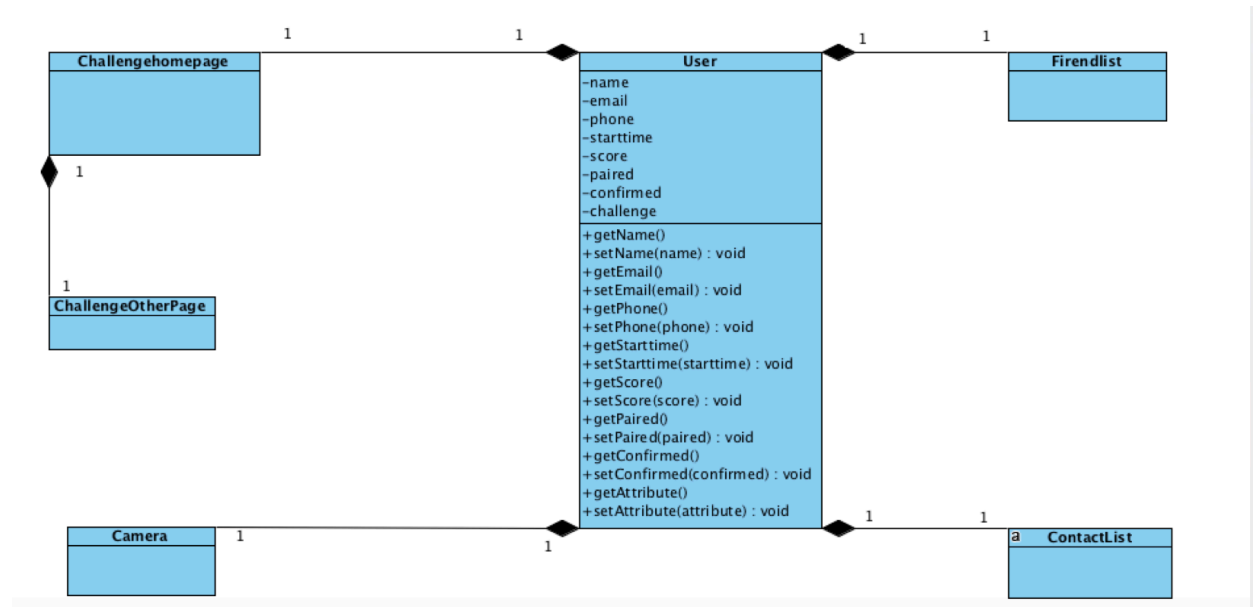 1
1
1
1
Challengehomepage
User
Firendlist
-name
-email
-phone
-starttime
-score
-paired
-confirmed
-challenge
1
+getName()
+setName(name) : void
+getEmail()
+setEmail(email) : void
+getPhone()
+setPhone(phone) : void
+getStarttime()
+setStarttime(starttime) : void
+getScore()
+setScore(score) : void
+getPaired()
+setPaired(paired) : void
+getConfirmed()
+setConfirmed(confirmed) : void
+getAttribute()
+setAttribute(attribute) : void
1
ChallengeOtherPage
Camera
1
1
1
1
a
ContactList